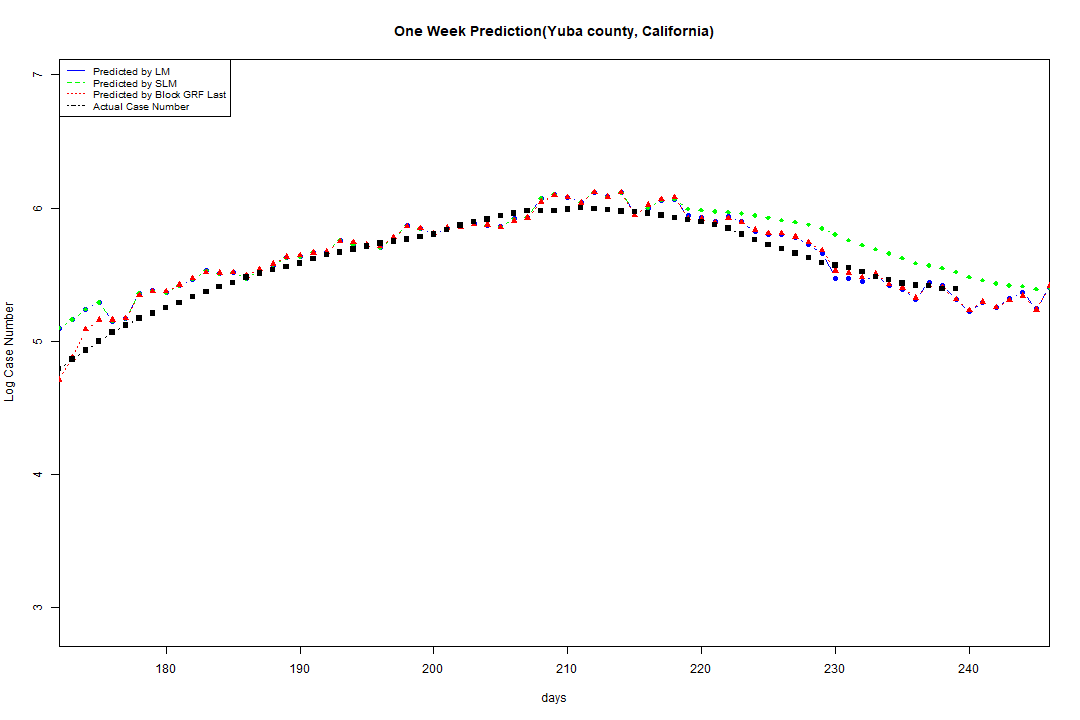 One Week Prediction(Yuba county, California)
Predicted by LM
Predicted by SLM
Predicted by Block GRF Last
Actual Case Number
7
6
5
4
3
Log Case Number
180 190 200 210 220 230 240
days